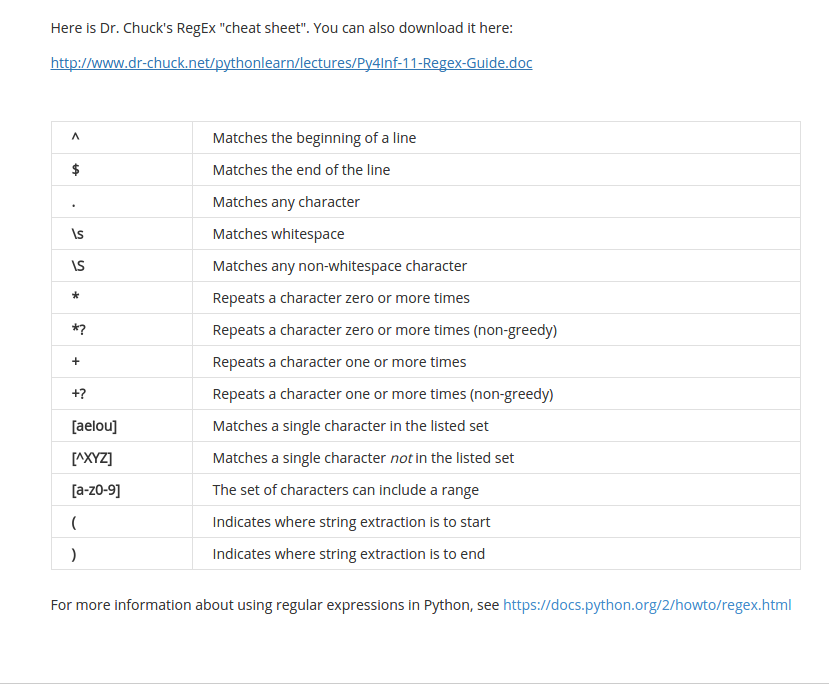 Here is Dr. Chuck's RegEx "cheat sheet". You can also download it here:
http://www.dr-chuck.net/pythonlearn/lectures/Py4Inf-11-Regex-Guide.doc
^ Matches the beginning of a line
$ Matches the end of the line
. Matches any character
\s Matches whitespace
\S Matches any non-whitespace character
* Repeats a character zero or more times
*? Repeats a character zero or more times (non-greedy)
+ Repeats a character one or more times
+? Repeats a character one or more times (non-greedy)
[aeiou] Matches a single character in the listed set
[^XYZ] Matches a single character not in the listed set
[a-z0-9] The set of characters can include a range
( Indicates where string extraction is to start
) Indicates where string extraction is to end
For more information about using regular expressions in Python, see https://docs.python.org/2/howto/regex.html